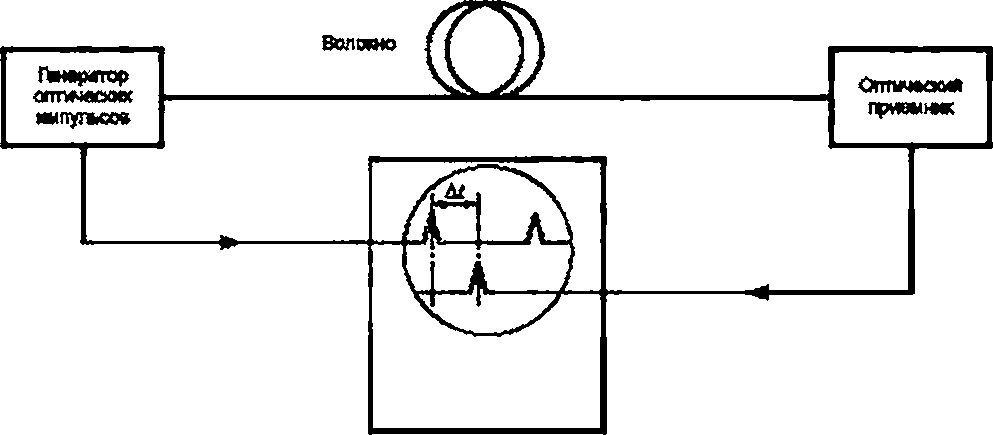 Волокно
Генератор
оптических
импульсов
Оптический
приемник
Δt